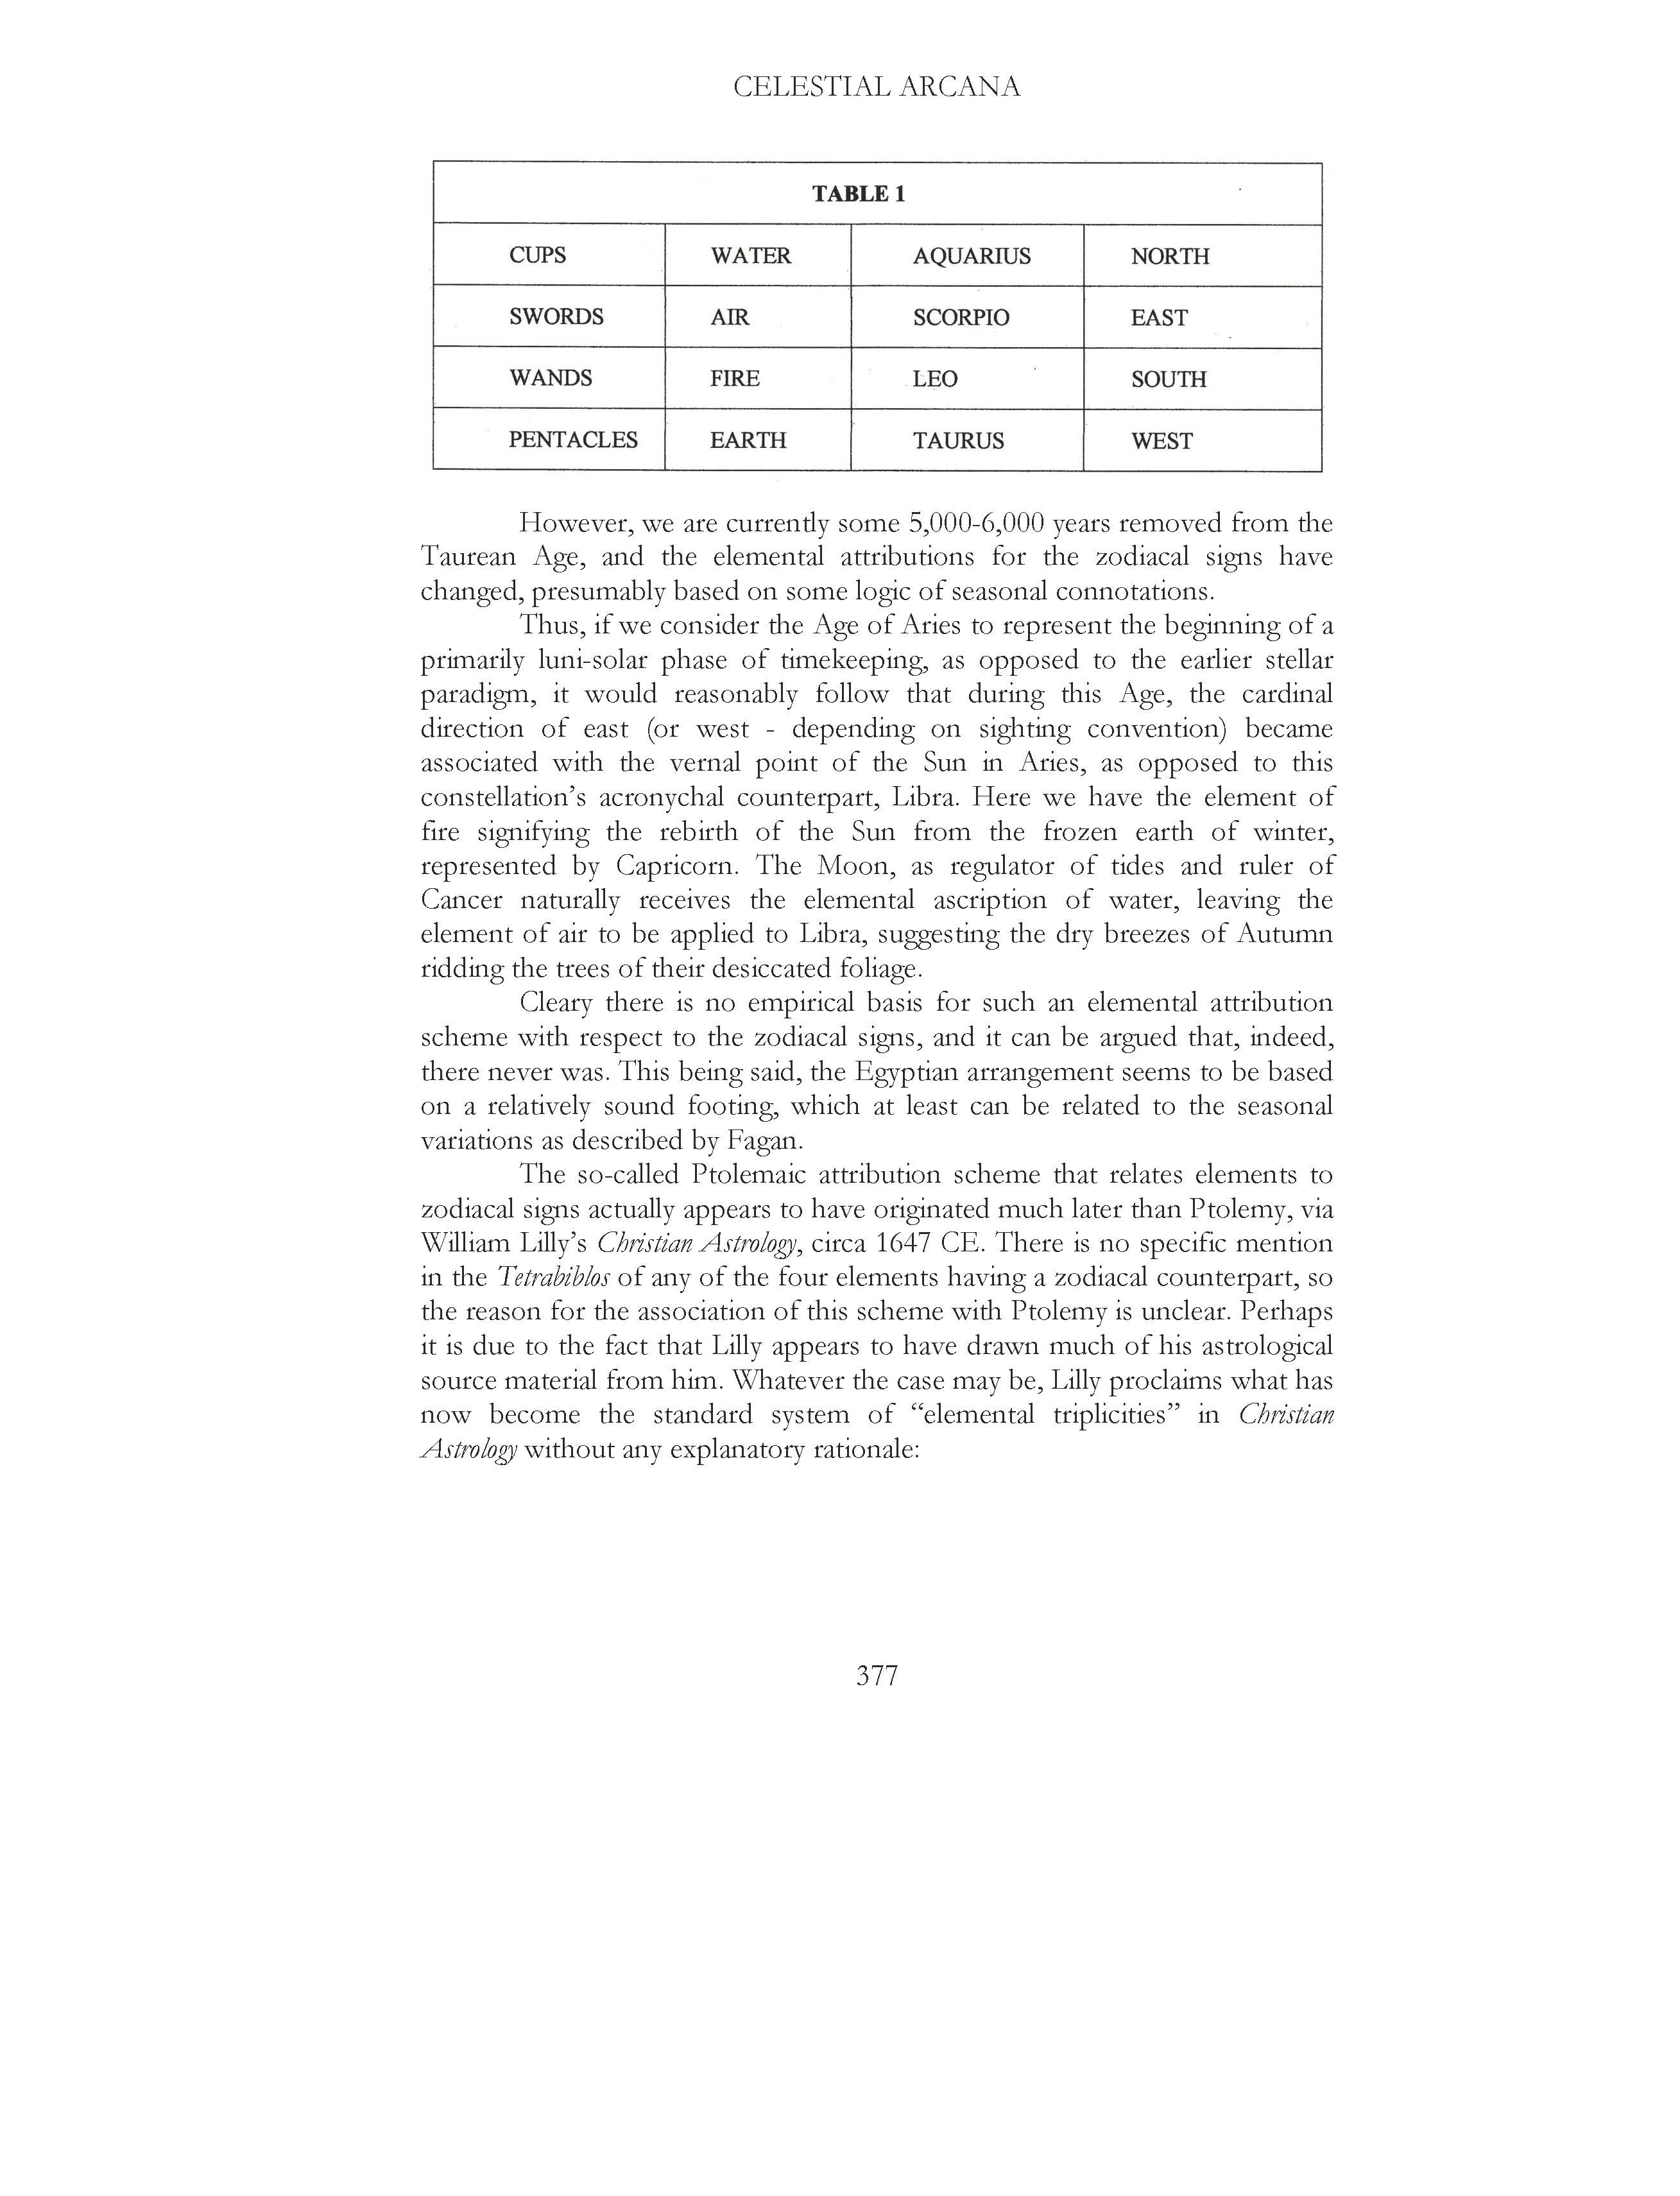 CELESTIAL ARCANA
TABLE 1
CUPS WATER AQUARIUS NORTH
SWORDS AIR SCORPIO EAST
WANDS FIRE LEO SOUTH
PENTACLES EARTH TAURUS WEST
However, we are currently some 5,000-6,000 years removed from the
Taurean Age, and the elemental attributions for the zodiacal signs have
changed, presumably based on some logic of seasonal connotations.
Thus, if we consider the Age of Aries to represent the beginning of a
primarily luni-solar phase of timekeeping, as opposed to the earlier stellar
paradigm, it would reasonably follow that during this Age, the cardinal
direction of east (or west - depending on sighting convention) became
associated with the vernal point of the Sun in Aries, as opposed to this
constellation’s acronychal counterpart, Libra. Here we have the element of
fire signifying the rebirth of the Sun from the frozen earth of winter,
represented by Capricorn. The Moon, as regulator of tides and ruler of
Cancer naturally receives the elemental ascription of water, leaving the
element of air to be applied to Libra, suggesting the dry breezes of Autumn
ridding the trees of their desiccated foliage.
Cleary there is no empirical basis for such an elemental attribution
scheme with respect to the zodiacal signs, and it can be argued that, indeed,
there never was. This being said, the Egyptian arrangement seems to be based
on a relatively sound footing, which at least can be related to the seasonal
variations as described by Fagan.
The so-called Ptolemaic attribution scheme that relates elements to
zodiacal signs actually appears to have originated much later than Ptolemy, via
William Lilly’s Christian Astrology, circa 1647 CE. There is no specific mention
in the Tetrabiblos of any of the four elements having a zodiacal counterpart, so
the reason for the association of this scheme with Ptolemy is unclear. Perhaps
it is due to the fact that Lilly appears to have drawn much of his astrological
source material from him. Whatever the case may be, Lilly proclaims what has
now become the standard system of “elemental triplicities” in Christian
Astrology without any explanatory rationale:
377